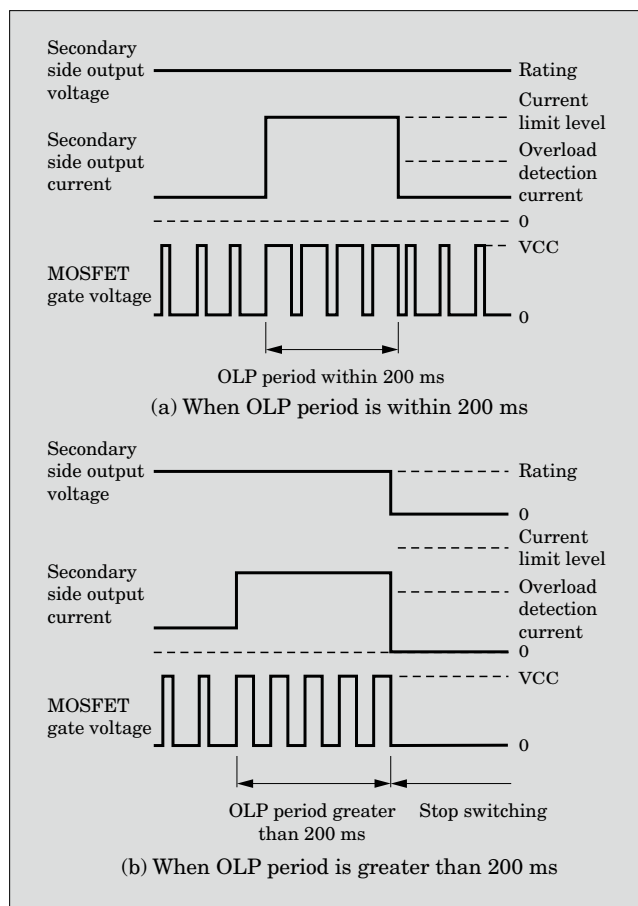 Secondary
side output
voltage
Rating
Current
limit level
Secondary
side output
current
Overload
detection
current
0
VCC
MOSFET
gate voltage
0
OLP period within 200 ms
(a) When OLP period is within 200 ms
Secondary
side output
voltage
Rating
0
Current
limit level
Secondary
side output
current
Overload
detection
current
0
VCC
MOSFET
gate voltage
0
OLP period greater
than 200 ms
Stop switching
(b) When OLP period is greater than 200 ms